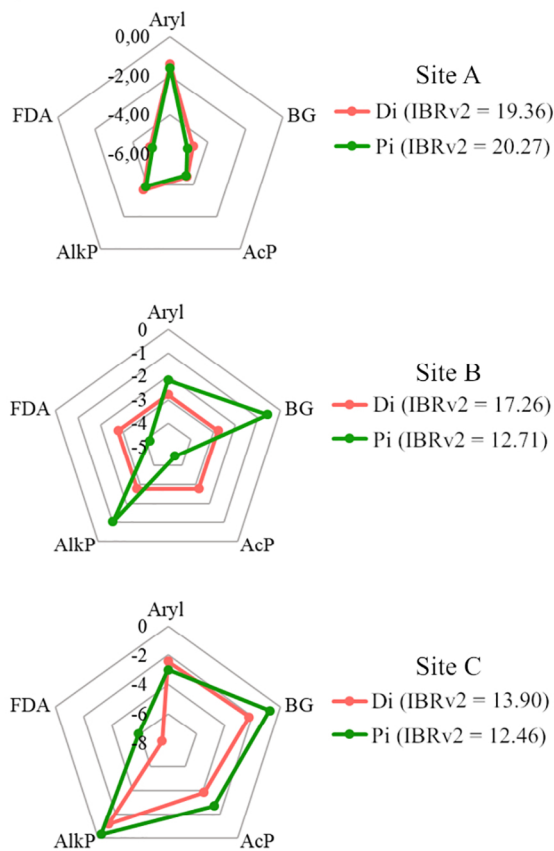 Aryl
0,00
-2,00
-4,00
-6,00
FDA
BG
AlkP
AcP
Site A
Di (IBRv2 = 19.36)
Pi (IBRv2 = 20.27)
Aryl
0
-1
-2
-3
-4
-5
FDA
BG
AlkP
AcP
Site B
Di (IBRv2 = 17.26)
Pi (IBRv2 = 12.71)
Aryl
0
-2
-4
-6
-8
FDA
BG
AlkP
AcP
Site C
Di (IBRv2 = 13.90)
Pi (IBRv2 = 12.46)